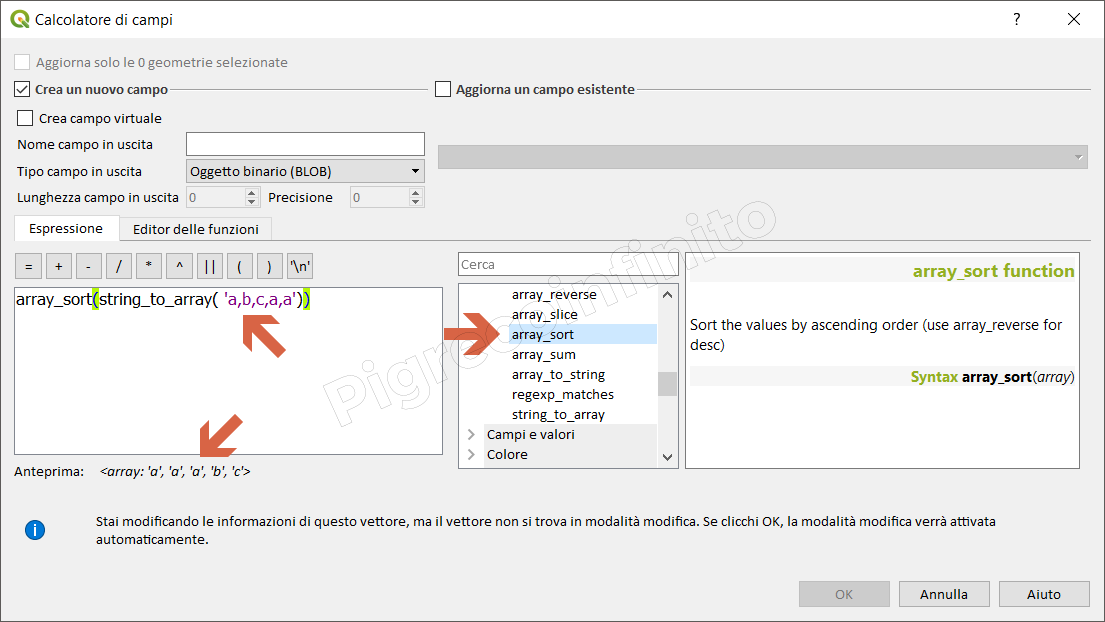 Calcolatore di campi
?
Aggiorna solo le 0 geometrie selezionate
Crea un nuovo campo
Aggiorna un campo esistente
Crea campo virtuale
Nome campo in uscita
Tipo campo in uscita
Oggetto binario (BLOB)
Lunghezza campo in uscita
0
Precisione
0
Espressione
Editor delle funzioni
= + - / * ^ || ( ) '\n'
array_sort(string_to_array( 'a,b,c,a,a'))
Anteprima: <array: 'a', 'a', 'a', 'b', 'c'>
Cerca
array_reverse
array_slice
array_sort
array_sum
array_to_string
regexp_matches
string_to_array
Campi e valori
Colore
array_sort function
Sort the values by ascending order (use array_reverse for
desc)
Syntax array_sort(array)
Pigrecoinfinito
Stai modificando le informazioni di questo vettore, ma il vettore non si trova in modalità modifica. Se clicchi OK, la modalità modifica verrà attivata
automaticamente.
OK
Annulla
Aiuto